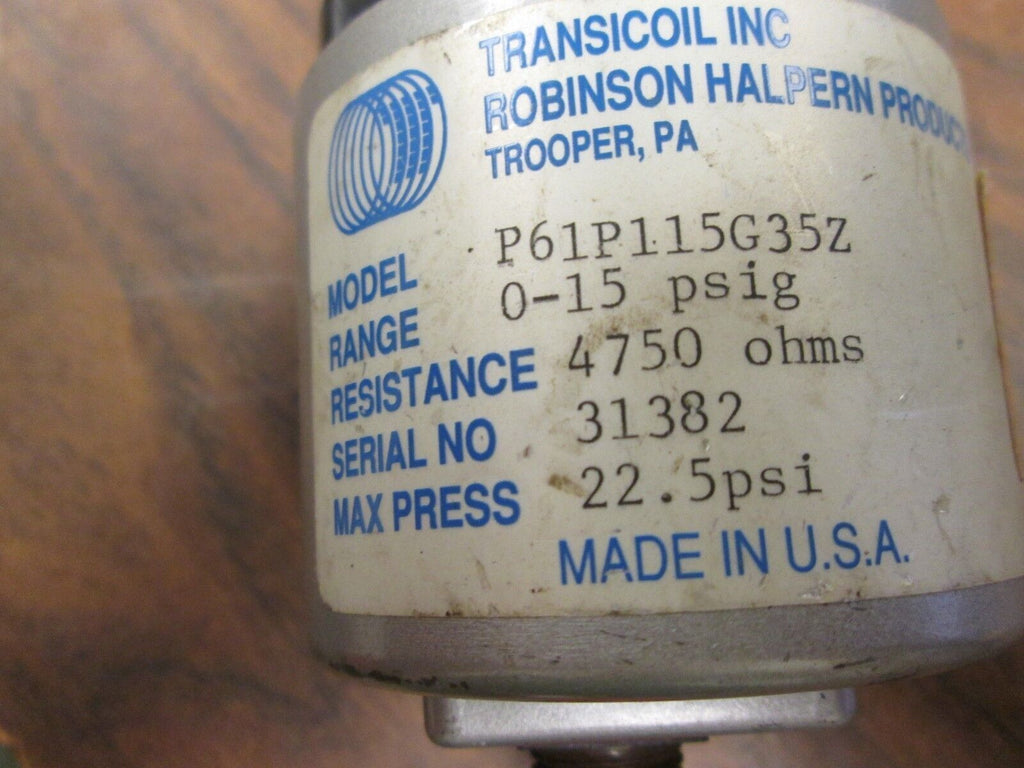 TRANSICOIL INC
ROBINSON HALPERN PRODUCT
TROOPER, PA
MODEL P61P115G35Z
RANGE 0-15 psig
RESISTANCE 4750 ohms
SERIAL NO 31382
MAX PRESS 22.5psi
MADE IN U.S.A.